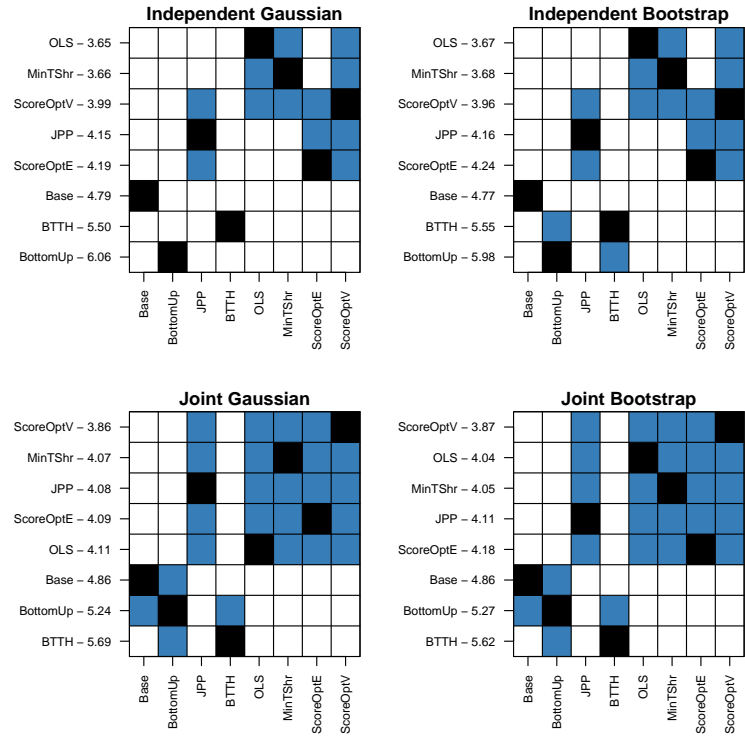 Independent Gaussian
OLS − 3.65
MinTShr − 3.66
ScoreOptV − 3.99
JPP − 4.15
ScoreOptE − 4.19
Base − 4.79
BTTH − 5.50
BottomUp − 6.06
Base
BottomUp
JPP
BTTH
OLS
MinTShr
ScoreOptE
ScoreOptV
Independent Bootstrap
OLS − 3.67
MinTShr − 3.68
ScoreOptV − 3.96
JPP − 4.16
ScoreOptE − 4.24
Base − 4.77
BTTH − 5.55
BottomUp − 5.98
Base
BottomUp
JPP
BTTH
OLS
MinTShr
ScoreOptE
ScoreOptV
Joint Gaussian
ScoreOptV − 3.86
MinTShr − 4.07
JPP − 4.08
ScoreOptE − 4.09
OLS − 4.11
Base − 4.86
BottomUp − 5.24
BTTH − 5.69
Base
BottomUp
JPP
BTTH
OLS
MinTShr
ScoreOptE
ScoreOptV
Joint Bootstrap
ScoreOptV − 3.87
OLS − 4.04
MinTShr − 4.05
JPP − 4.11
ScoreOptE − 4.18
Base − 4.86
BottomUp − 5.27
BTTH − 5.62
Base
BottomUp
JPP
BTTH
OLS
MinTShr
ScoreOptE
ScoreOptV